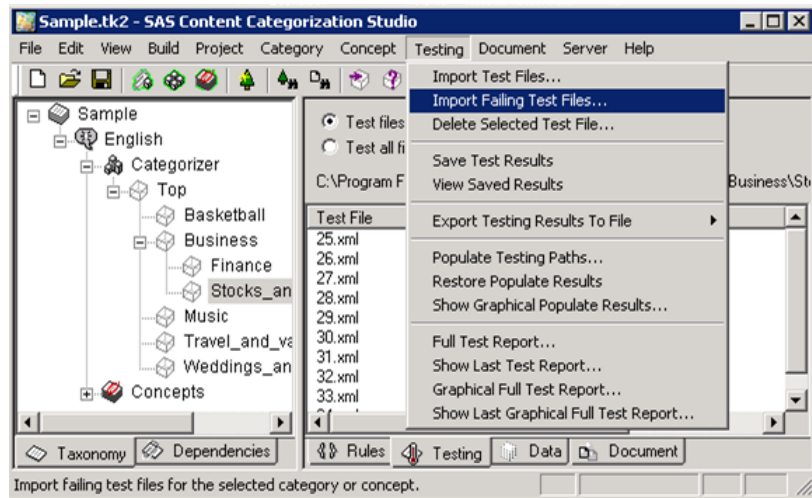 Sample.tk2 - SAS Content Categorization Studio
File Edit View Build Project Category Concept Testing Document Server Help
Sample
English
Categorizer
Top
Basketball
Business
Finance
Stocks_an
Music
Travel_and_va
Weddings_an
Concepts
Taxonomy Dependencies
Test files
Test all fi
C:\Program F
Business\St
Test File
25.xml
26.xml
27.xml
28.xml
29.xml
30.xml
31.xml
32.xml
33.xml
Import Test Files...
Import Failing Test Files...
Delete Selected Test File...
Save Test Results
View Saved Results
Export Testing Results To File
Populate Testing Paths...
Restore Populate Results
Show Graphical Populate Results...
Full Test Report...
Show Last Test Report...
Graphical Full Test Report...
Show Last Graphical Full Test Report...
Rules Testing Data Document
Import failing test files for the selected category or concept.